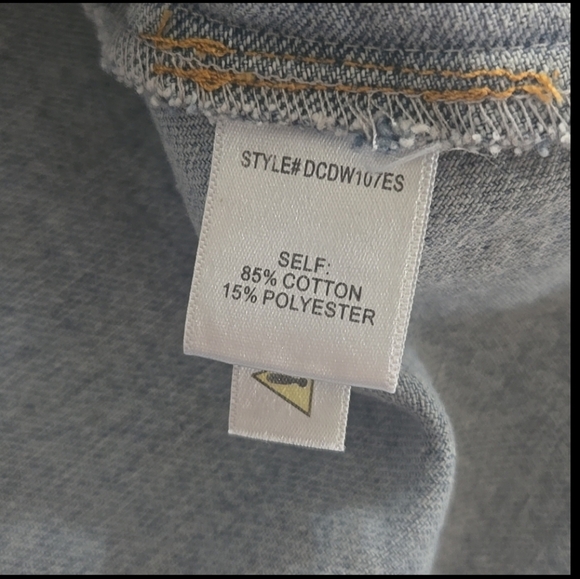 STYLE# DCDW107ES
SELF:
85% COTTON
15% POLYESTER